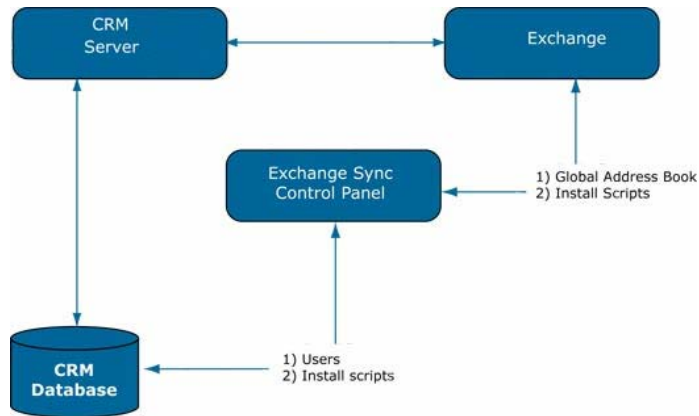 CRM
Server
Exchange
Exchange Sync
Control Panel
1) Global Address Book
2) Install Scripts
1) Users
2) Install scripts
CRM
Database